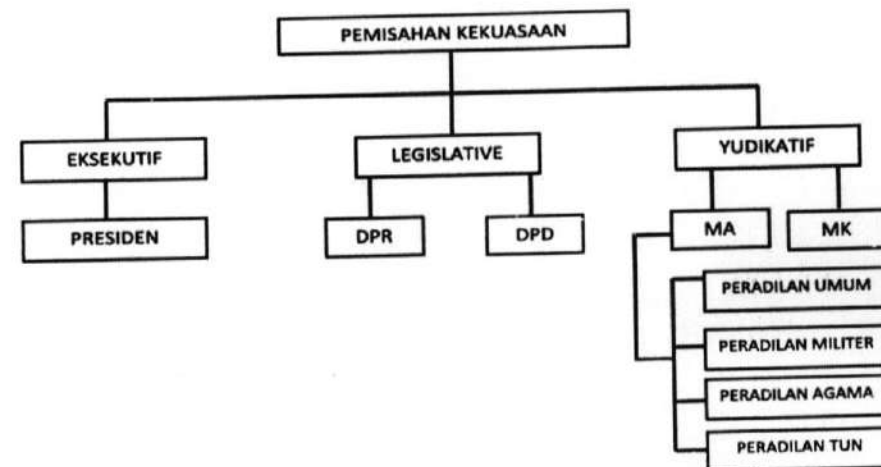 PEMISAHAN KEKUASAAN
EKSEKUTIF
LEGISLATIVE
YUDIKATIF
PRESIDEN
DPR
DPD
MA
MK
PERADILAN UMUM
PERADILAN MILITER
PERADILAN AGAMA
PERADILAN TUN